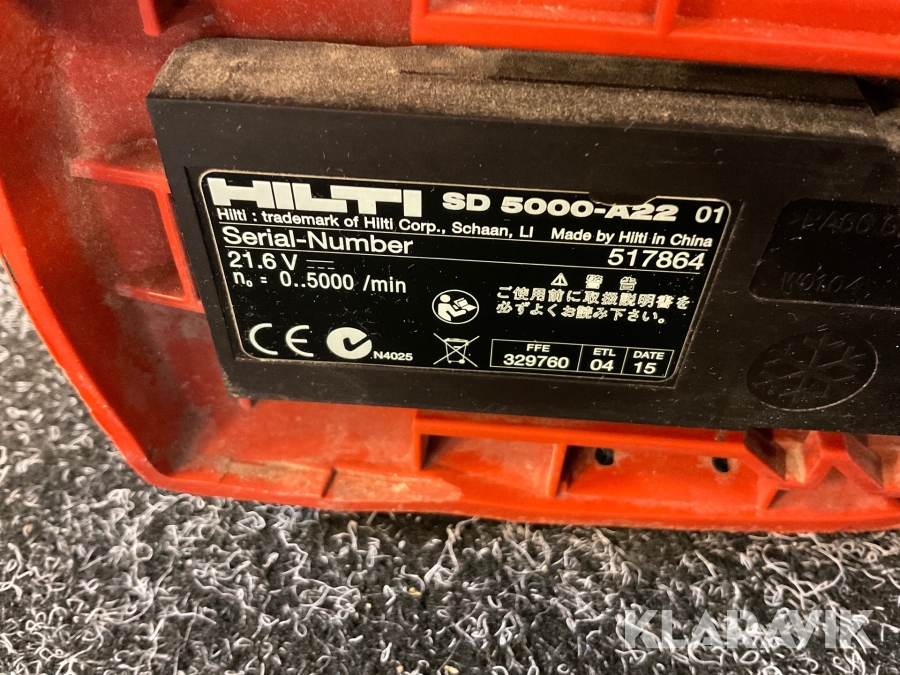 HILTI SD 5000-A22 01
Hilti : trademark of Hilti Corp., Schaan, LI Made by Hilti in China
Serial-Number 517864
21.6 V
n₀ = 0..5000 /min
⚠ 警告
ご使用前に取扱説明書を
必ずよくお読み下さい。
CE N4025
FFE ETL DATE
329760 04 15
KLARAVIK